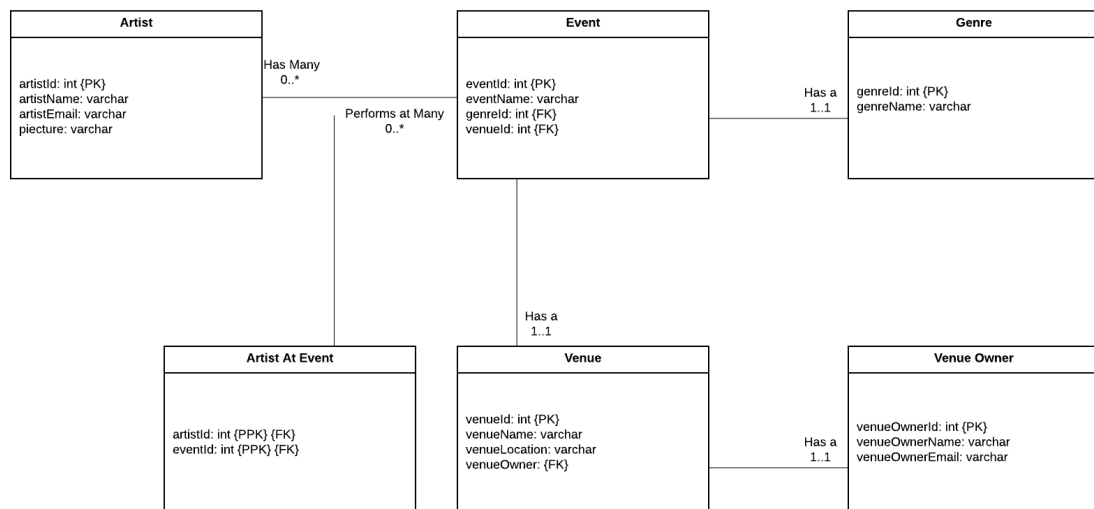 Artist
artistId: int {PK}
artistName: varchar
artistEmail: varchar
piecture: varchar
Has Many
0..*
Performs at Many
0..*
Event
eventId: int {PK}
eventName: varchar
genreId: int {FK}
venueId: int {FK}
Has a
1..1
Genre
genreId: int {PK}
genreName: varchar
Has a
1..1
Artist At Event
artistId: int {PPK} {FK}
eventId: int {PPK} {FK}
Venue
venueId: int {PK}
venueName: varchar
venueLocation: varchar
venueOwner: {FK}
Has a
1..1
Venue Owner
venueOwnerId: int {PK}
venueOwnerName: varchar
venueOwnerEmail: varchar